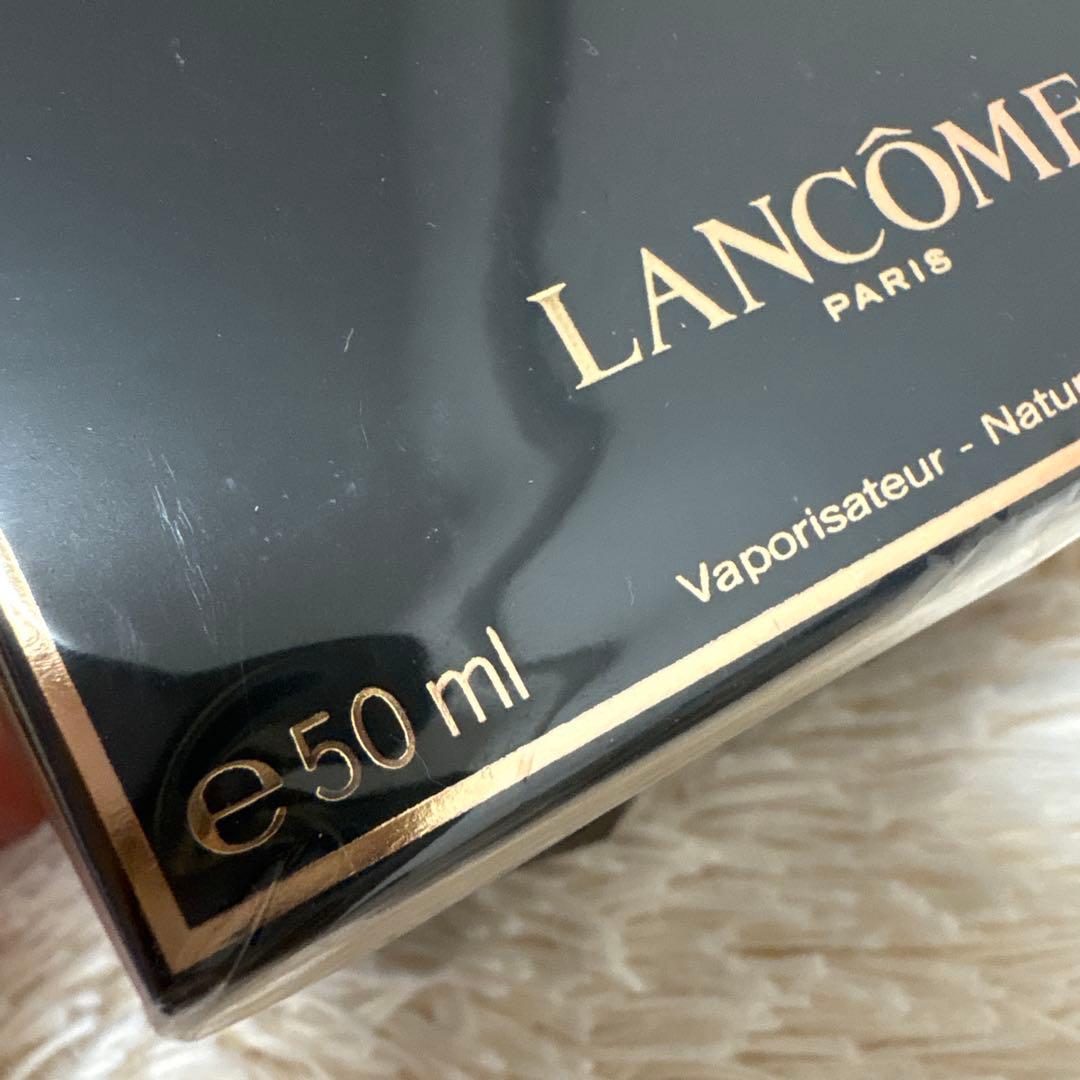 LANCÔME
PARIS
Vaporisateur - Natur
℮50 ml